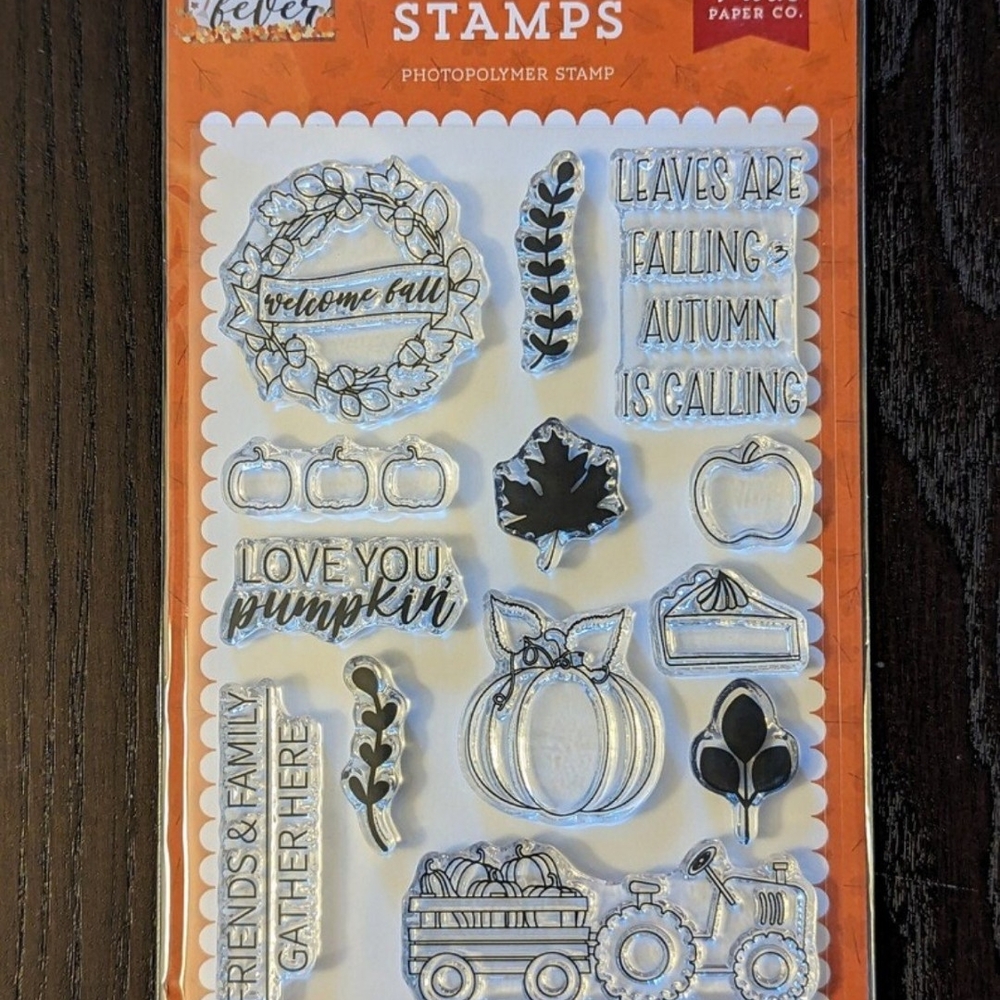 fever
STAMPS
PAPER CO.
PHOTOPOLYMER STAMP
welcome fall
LEAVES ARE
FALLING &
AUTUMN
IS CALLING
LOVE YOU,
pumpkin
FRIENDS & FAMILY
GATHER HERE